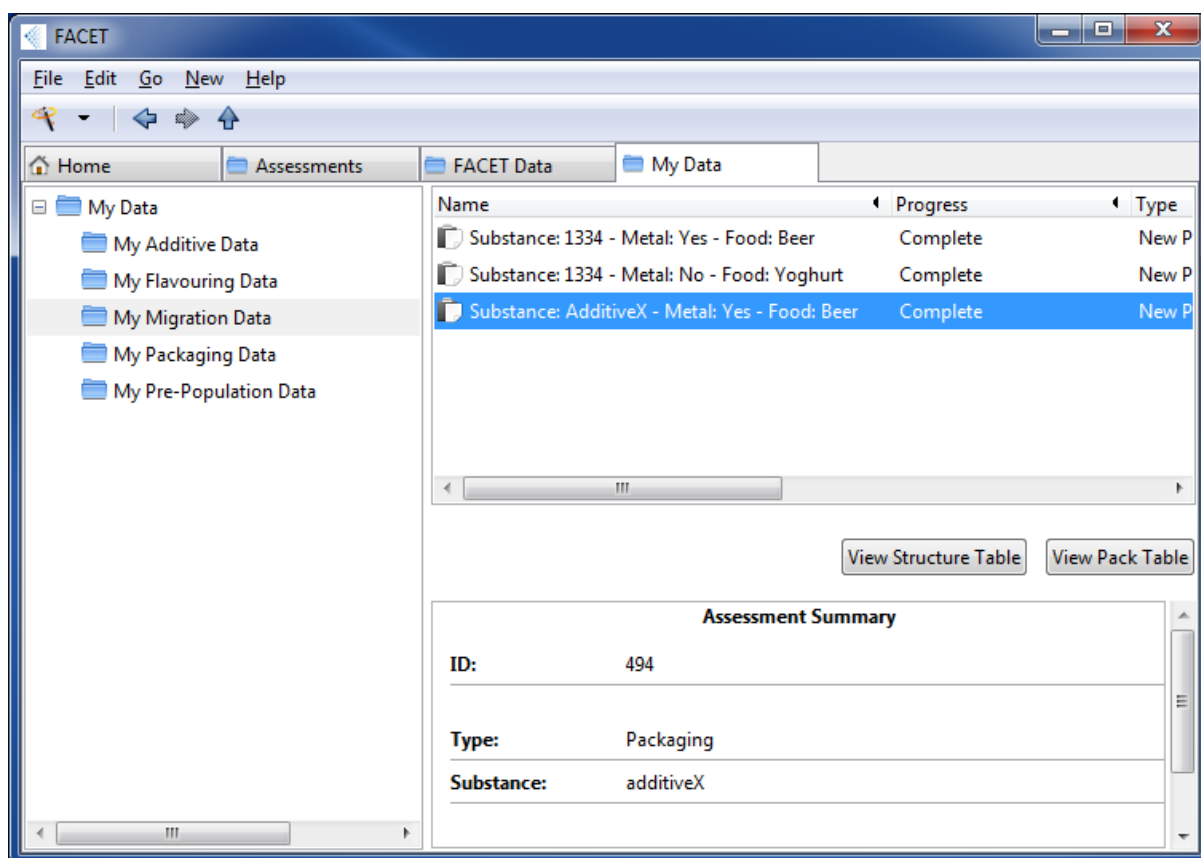 FACET
File Edit Go New Help
Home Assessments FACET Data My Data
My Data
My Additive Data
My Flavouring Data
My Migration Data
My Packaging Data
My Pre-Population Data
Name Progress Type
Substance: 1334 - Metal: Yes - Food: Beer Complete New P
Substance: 1334 - Metal: No - Food: Yoghurt Complete New P
Substance: AdditiveX - Metal: Yes - Food: Beer Complete New P
View Structure Table View Pack Table
Assessment Summary
ID: 494
Type: Packaging
Substance: additiveX